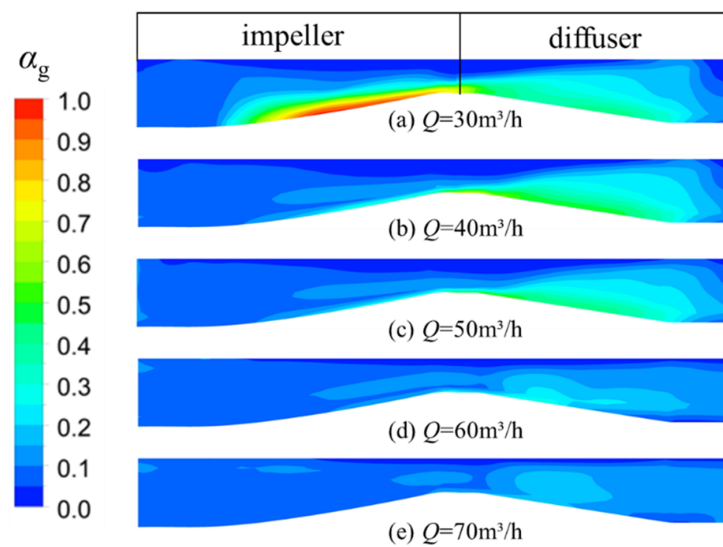 impeller diffuser
αg
1.0
0.9
0.8
0.7
0.6
0.5
0.4
0.3
0.2
0.1
0.0
(a) Q=30m³/h
(b) Q=40m³/h
(c) Q=50m³/h
(d) Q=60m³/h
(e) Q=70m³/h